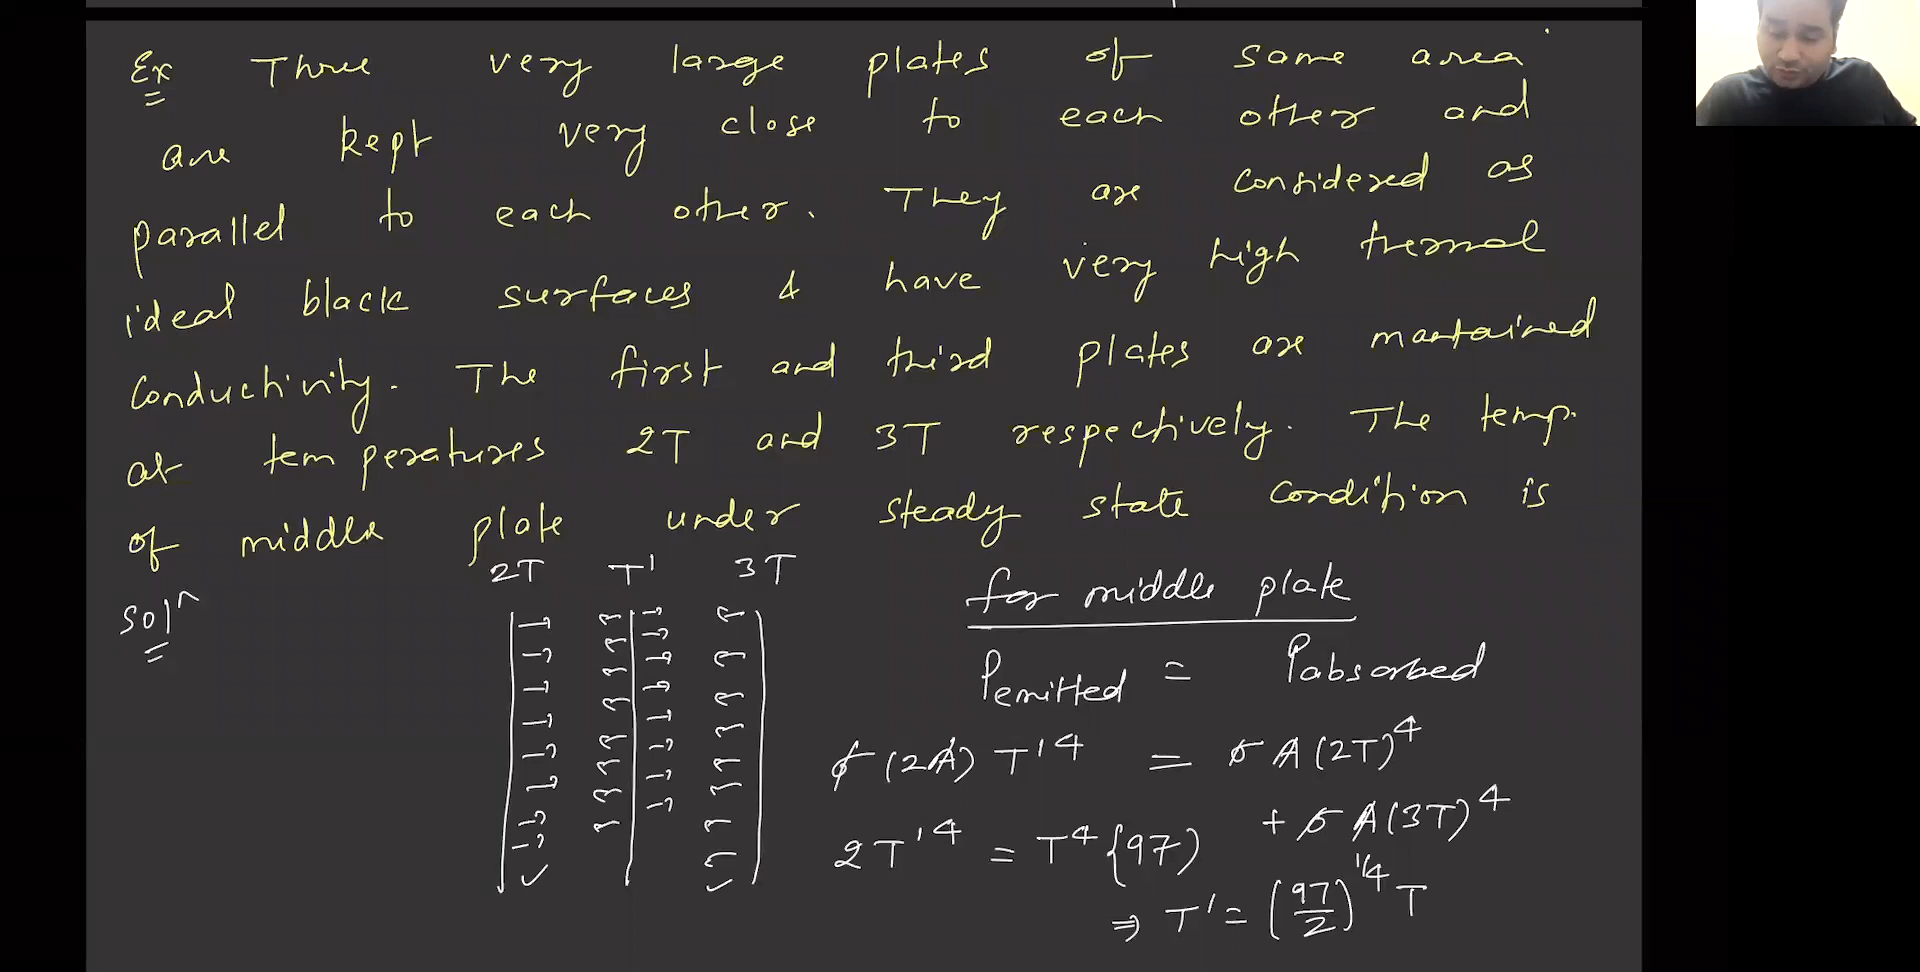 Ex Three very large plates of same area
are kept very close to each other and
parallel to each other. They are considered as
ideal black surfaces & have very high thermal
conductivity. The first and third plates are maintained
at temperatures 2T and 3T respectively. The temp.
of middle plate under steady state condition is
Solⁿ
2T T' 3T
for middle plate
Pemitted = Pabsorbed
σ(2A) T'⁴ = σA(2T)⁴
+ σA(3T)⁴
2T'⁴ = T⁴{97}
⇒ T' = (97/2)^1/4 T